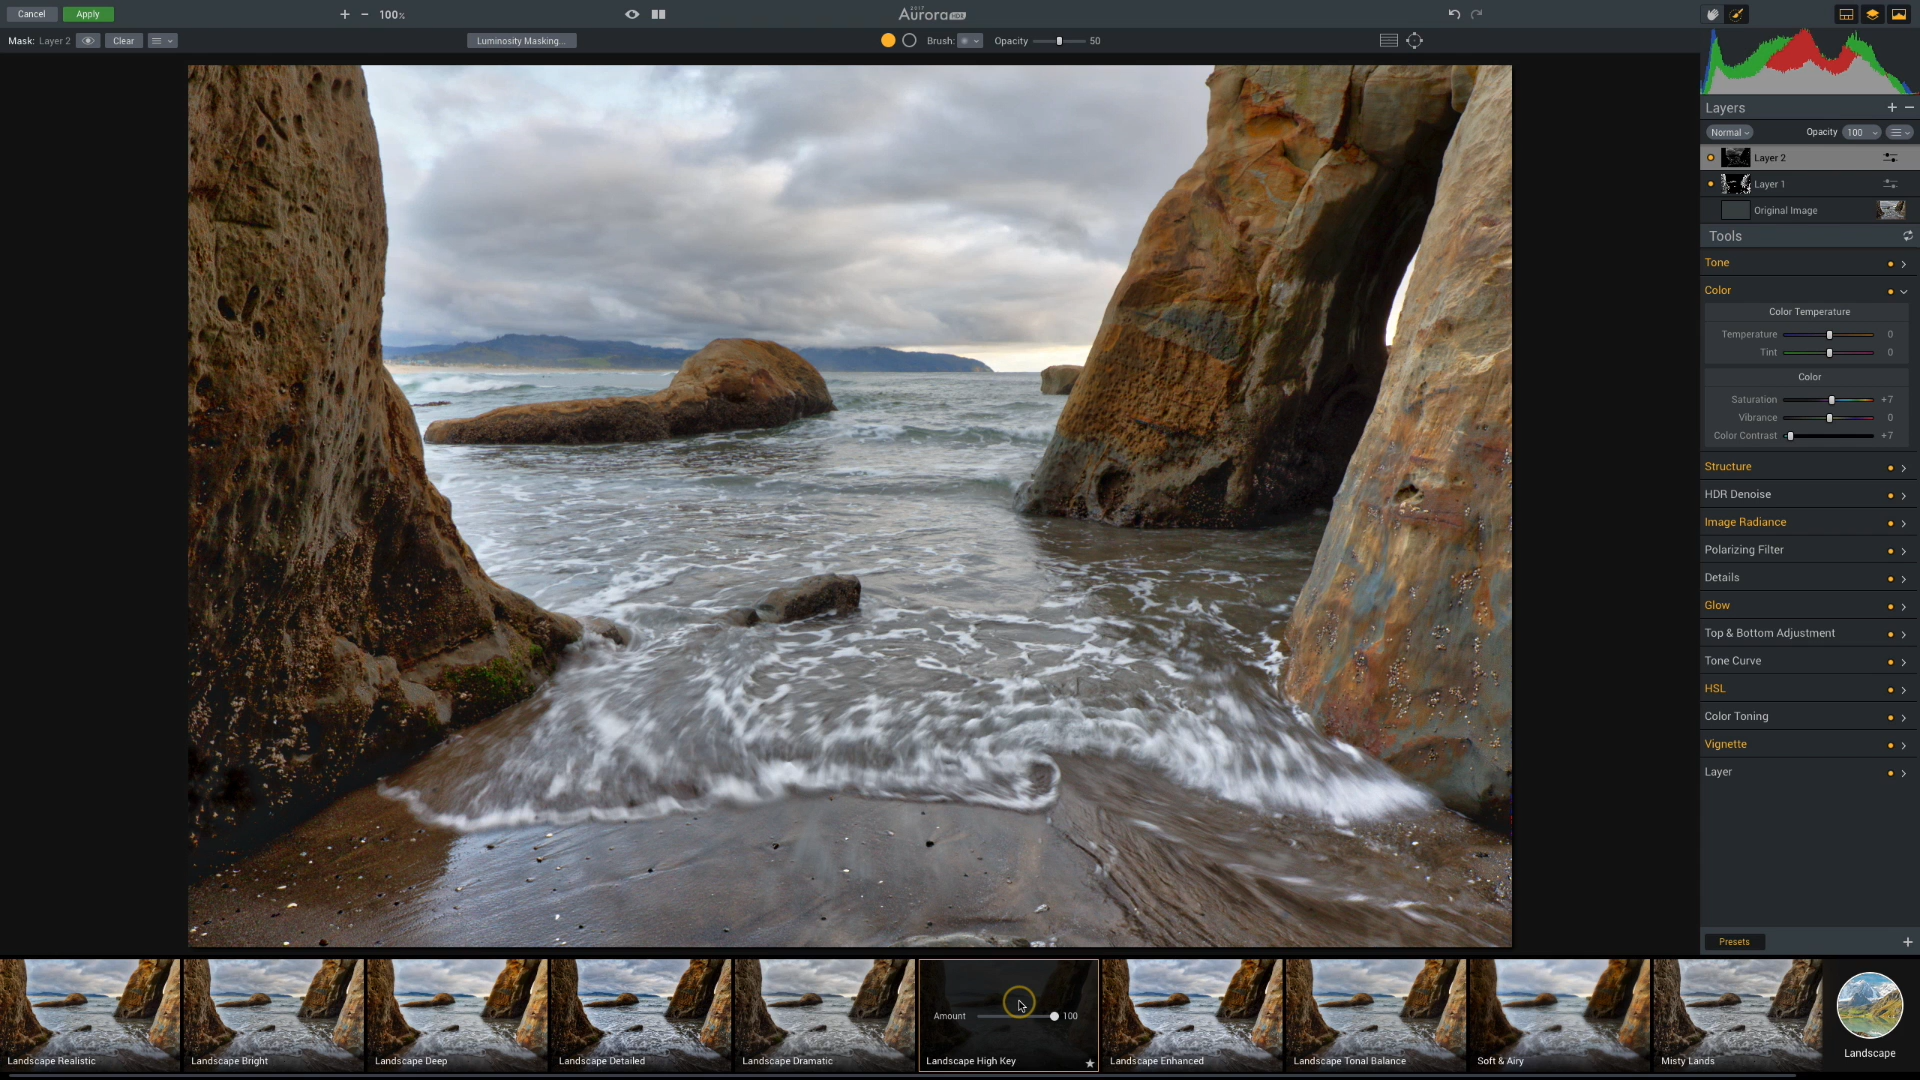 Cancel Apply + − 100% 2017 Aurora HDR
Mask: Layer 2 Clear Luminosity Masking... Brush: Opacity 50
Layers
Normal Opacity 100
Layer 2
Layer 1
Original Image
Tools
Tone
Color
Color Temperature
Temperature 0
Tint 0
Color
Saturation +7
Vibrance 0
Color Contrast +7
Structure
HDR Denoise
Image Radiance
Polarizing Filter
Details
Glow
Top & Bottom Adjustment
Tone Curve
HSL
Color Toning
Vignette
Layer
Presets
Amount 100
Landscape Realistic Landscape Bright Landscape Deep Landscape Detailed Landscape Dramatic Landscape High Key Landscape Enhanced Landscape Tonal Balance Soft & Airy Misty Lands
Landscape